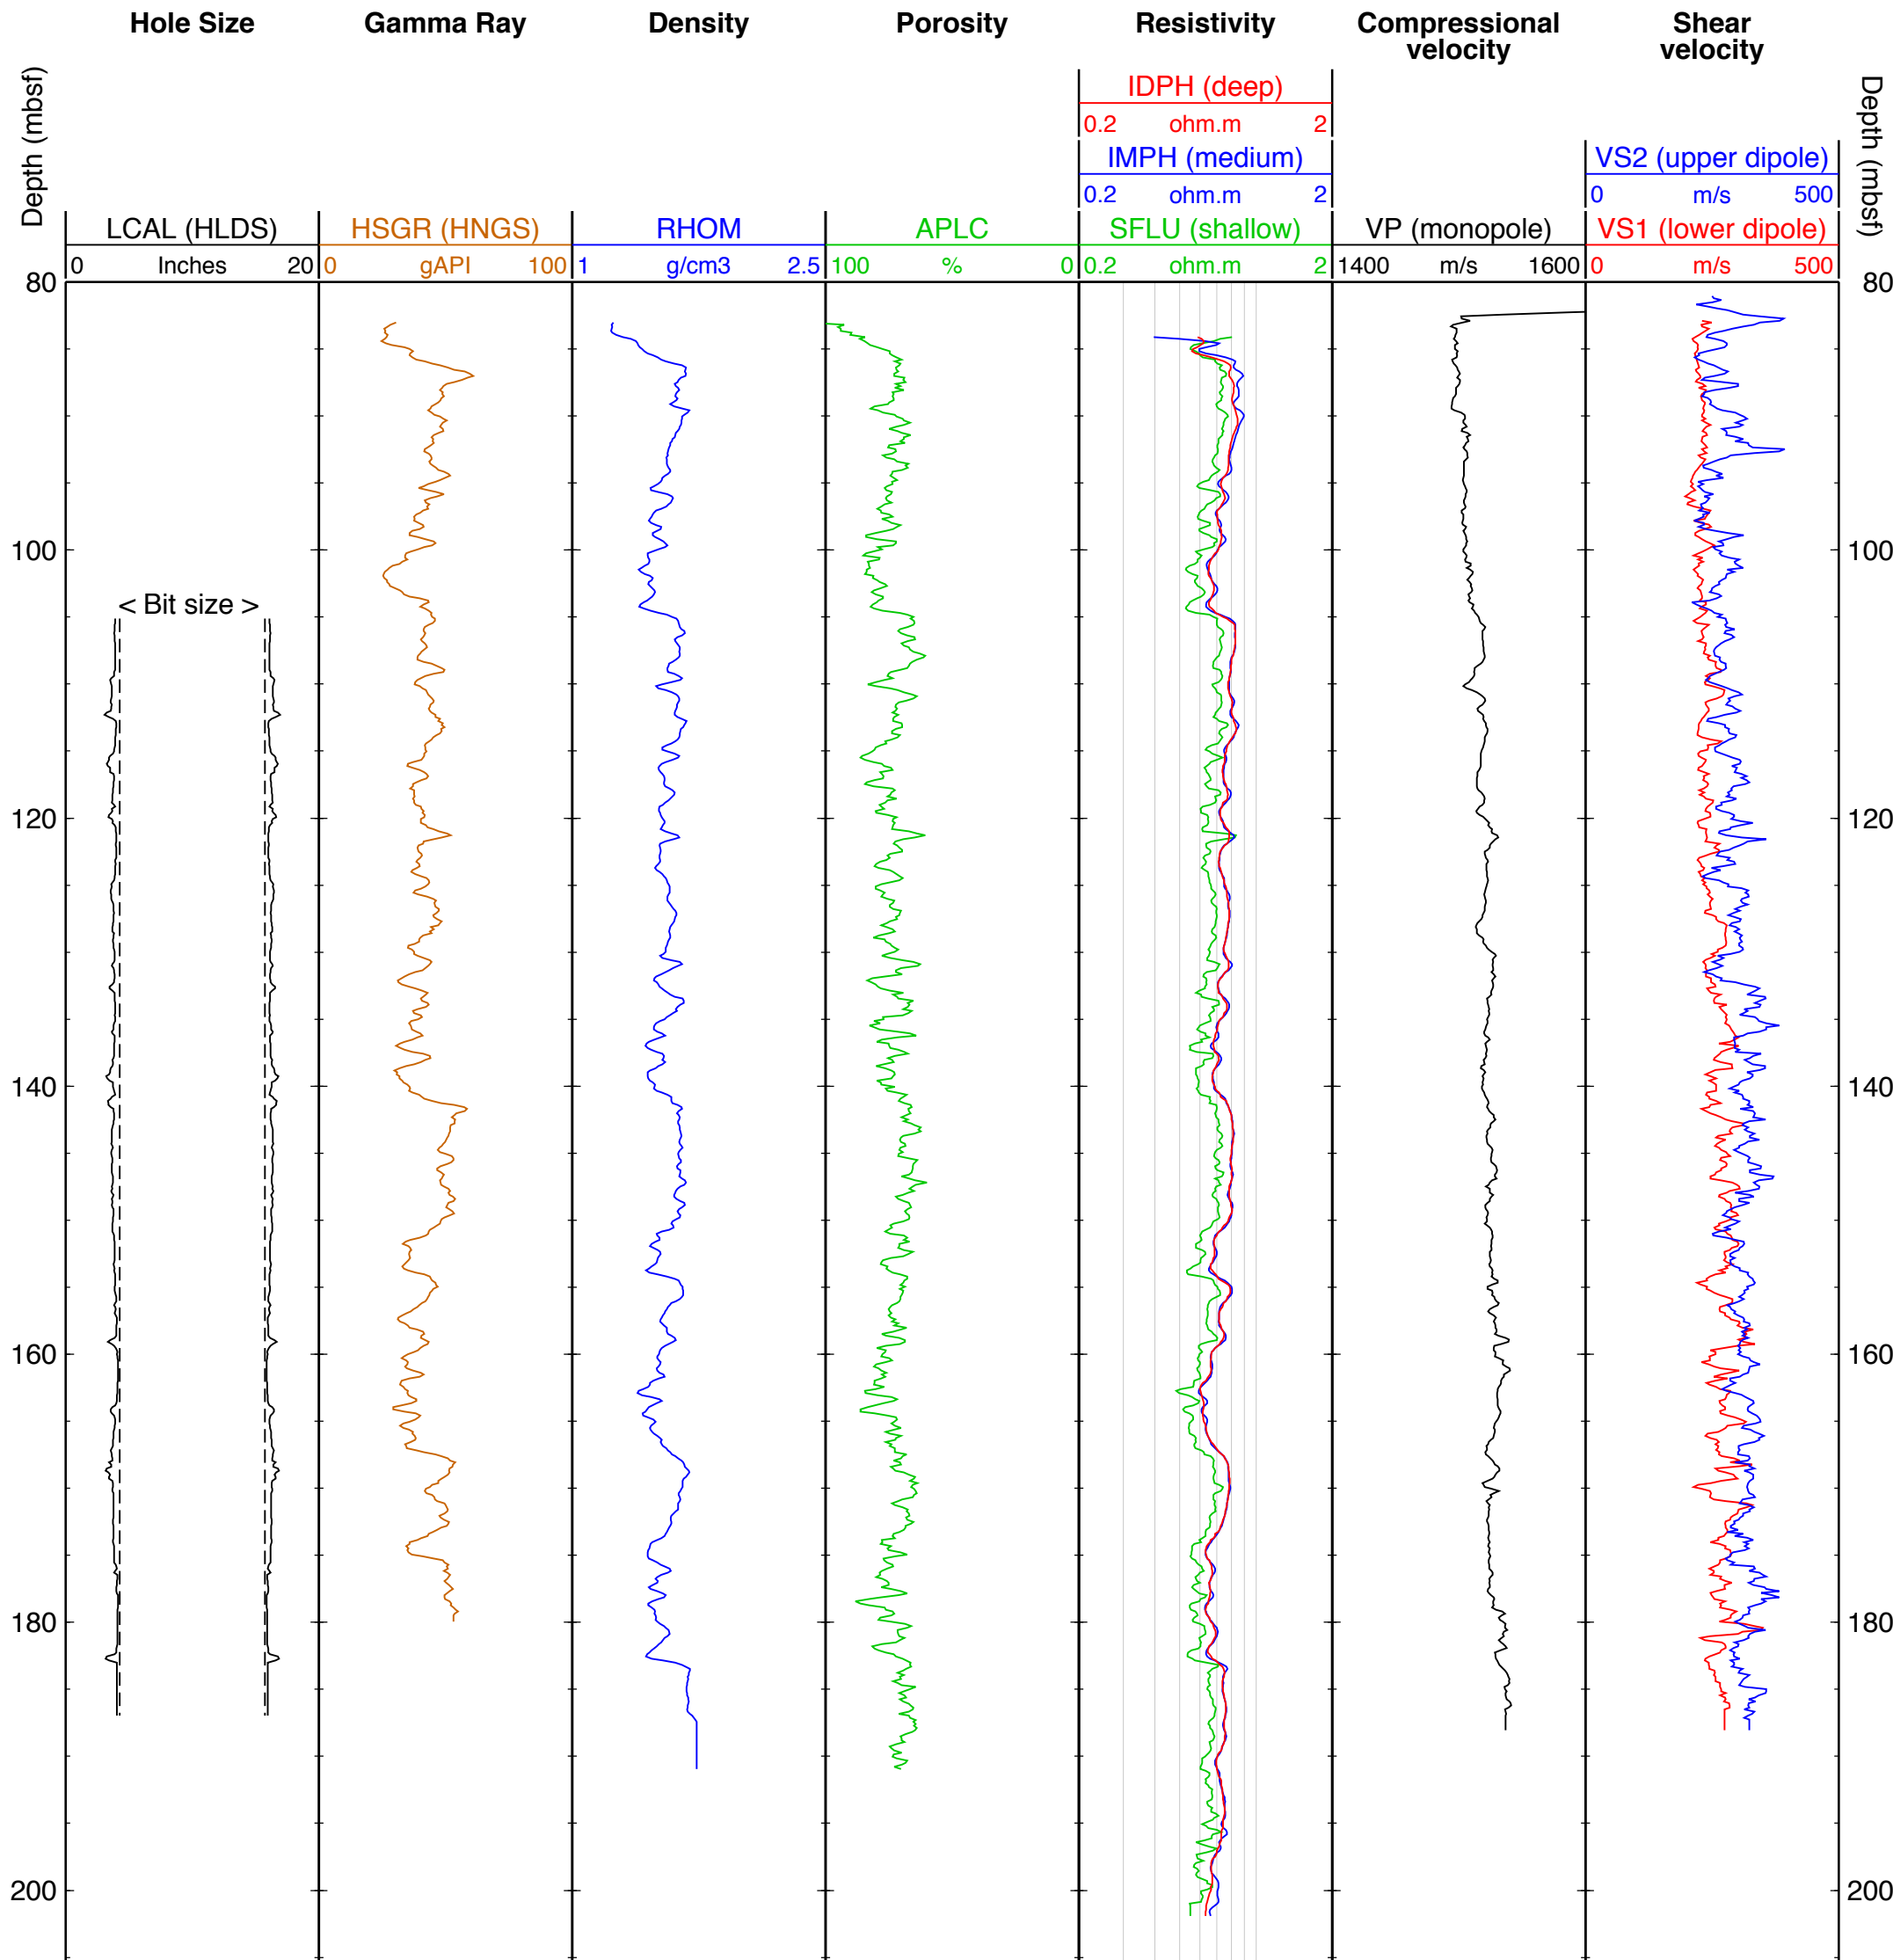 Hole Size Gamma Ray Density Porosity Resistivity Compressional velocity Shear velocity
Depth (mbsf)
Depth (mbsf)
IDPH (deep)
0.2 ohm.m 2
IMPH (medium) VS2 (upper dipole)
0.2 ohm.m 2 0 m/s 500
LCAL (HLDS) HSGR (HNGS) RHOM APLC SFLU (shallow) VP (monopole) VS1 (lower dipole)
0 Inches 20 0 gAPI 100 1 g/cm3 2.5 100 % 0 0.2 ohm.m 2 1400 m/s 1600 0 m/s 500
80 80
100 100
< Bit size >
120 120
140 140
160 160
180 180
200 200